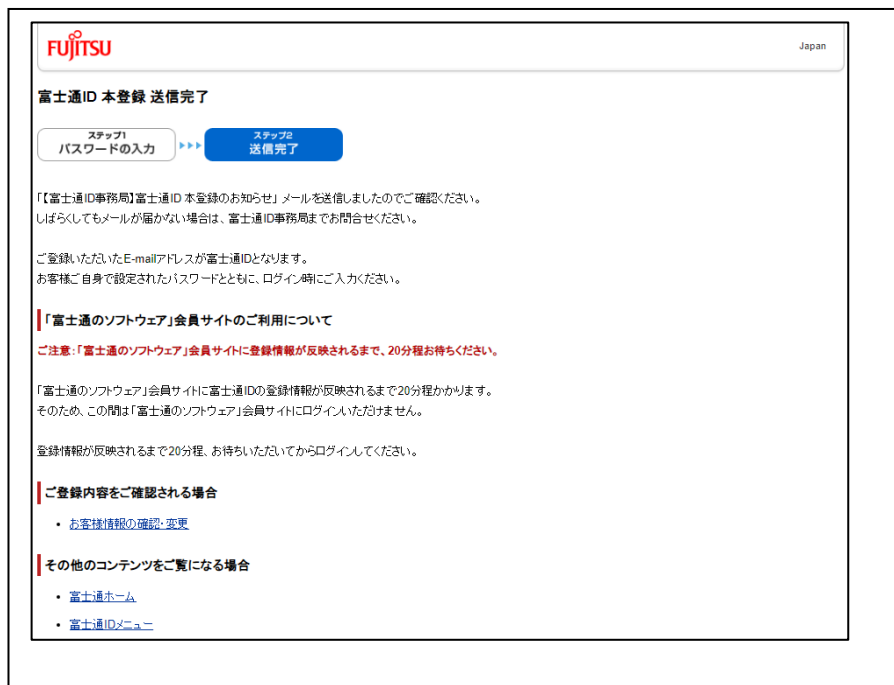 FUJITSU
Japan
富士通ID 本登録 送信完了
ステップ1
パスワードの入力
ステップ2
送信完了
「【富士通ID事務局】富士通ID 本登録のお知らせ」 メールを送信しましたのでご確認ください。
しばらくしてもメールが届かない場合は、富士通ID事務局までお問合せください。
ご登録いただいたE-mailアドレスが富士通IDとなります。
お客様ご自身で設定されたパスワードとともに、ログイン時にご入力ください。
「富士通のソフトウェア」会員サイトのご利用について
ご注意:「富士通のソフトウェア」会員サイトに登録情報が反映されるまで、20分程お待ちください。
「富士通のソフトウェア」会員サイトに富士通IDの登録情報が反映されるまで20分程かかります。
そのため、この間は「富士通のソフトウェア」会員サイトにログインいただけません。
登録情報が反映されるまで20分程、お待ちいただいてからログインしてください。
ご登録内容をご確認される場合
・ お客様情報の確認・変更
その他のコンテンツをご覧になる場合
・ 富士通ホーム
・ 富士通IDメニュー